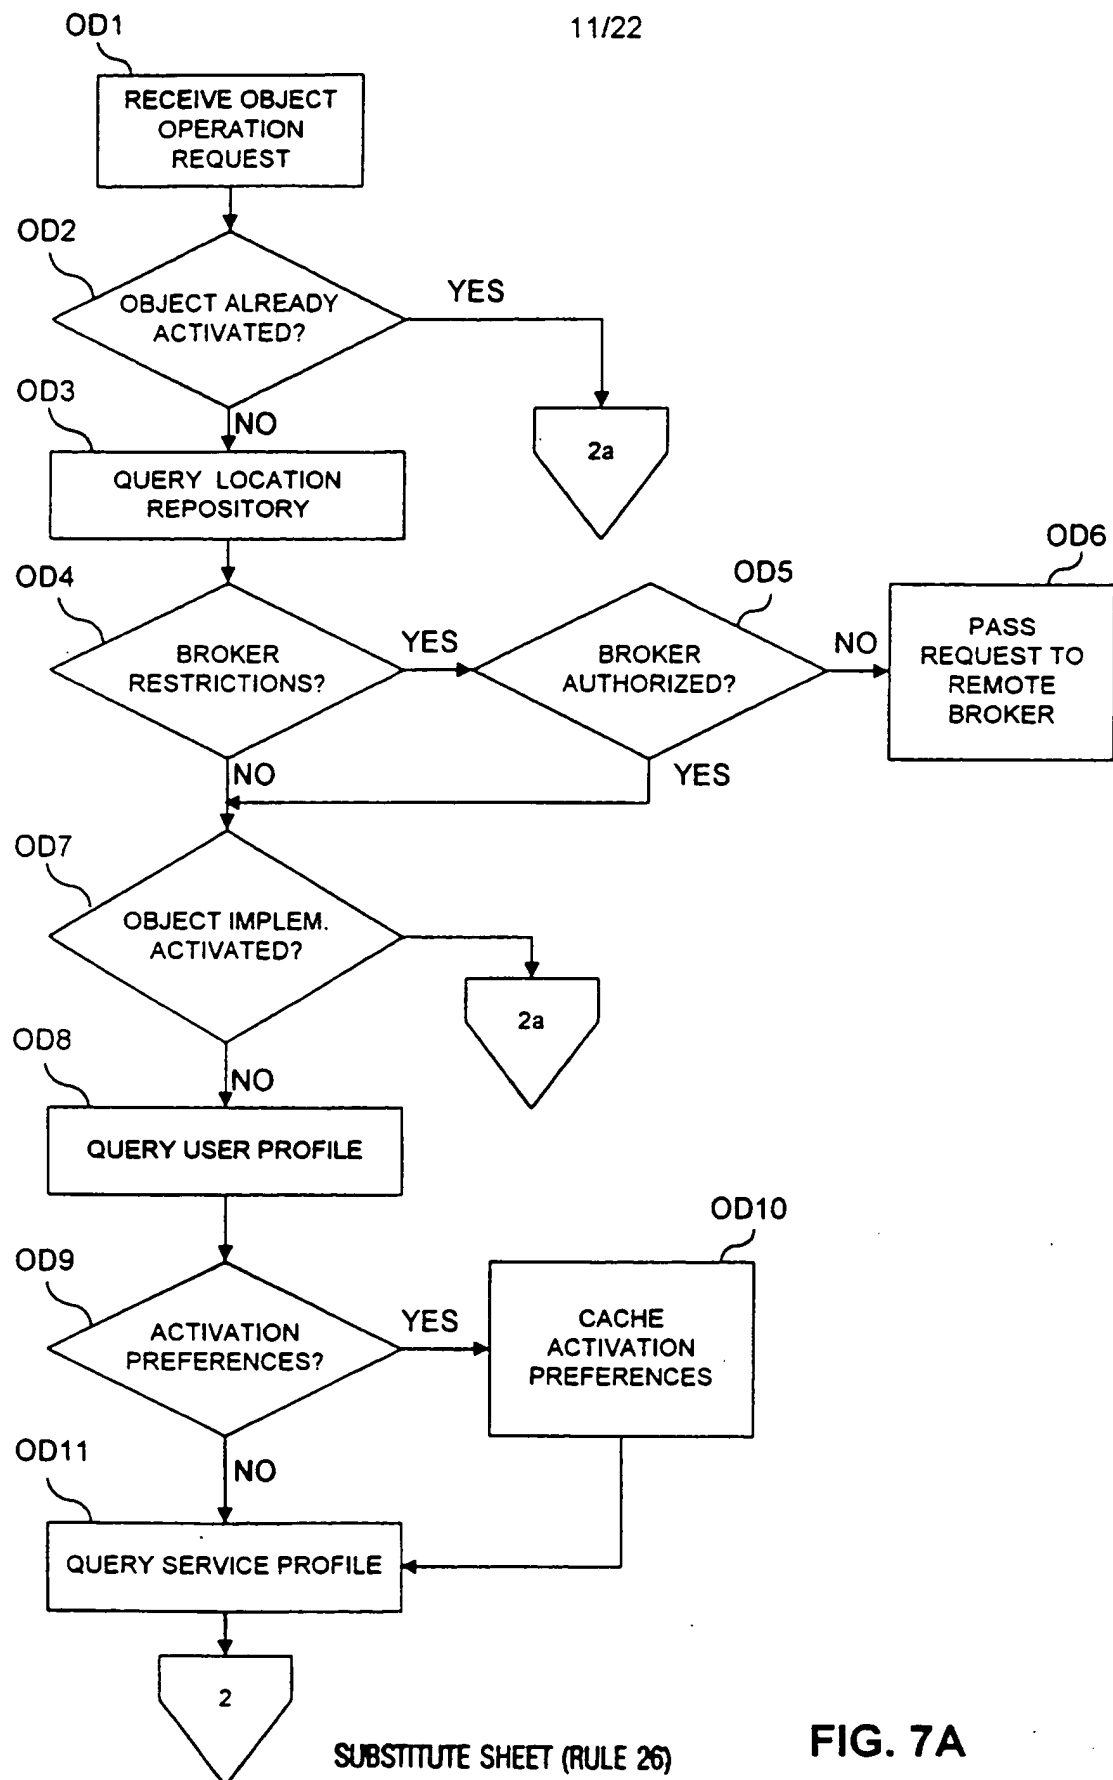 OD1
11/22
RECEIVE OBJECT
OPERATION
REQUEST
OD2
OBJECT ALREADY
ACTIVATED?
YES
NO
2a
OD3
QUERY LOCATION
REPOSITORY
OD4
BROKER
RESTRICTIONS?
YES
NO
OD5
BROKER
AUTHORIZED?
NO
YES
OD6
PASS
REQUEST TO
REMOTE
BROKER
OD7
OBJECT IMPLEM.
ACTIVATED?
2a
NO
OD8
QUERY USER PROFILE
OD9
ACTIVATION
PREFERENCES?
YES
NO
OD10
CACHE
ACTIVATION
PREFERENCES
OD11
QUERY SERVICE PROFILE
2
SUBSTITUTE SHEET (RULE 26)
FIG. 7A